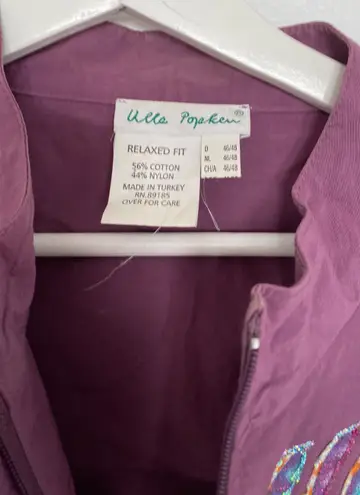 Ulla Popken ®
RELAXED FIT
56% COTTON
44% NYLON
MADE IN TURKEY
RN 89185
OVER FOR CARE
D 46/48
NL 46/48
CH/A 46/48